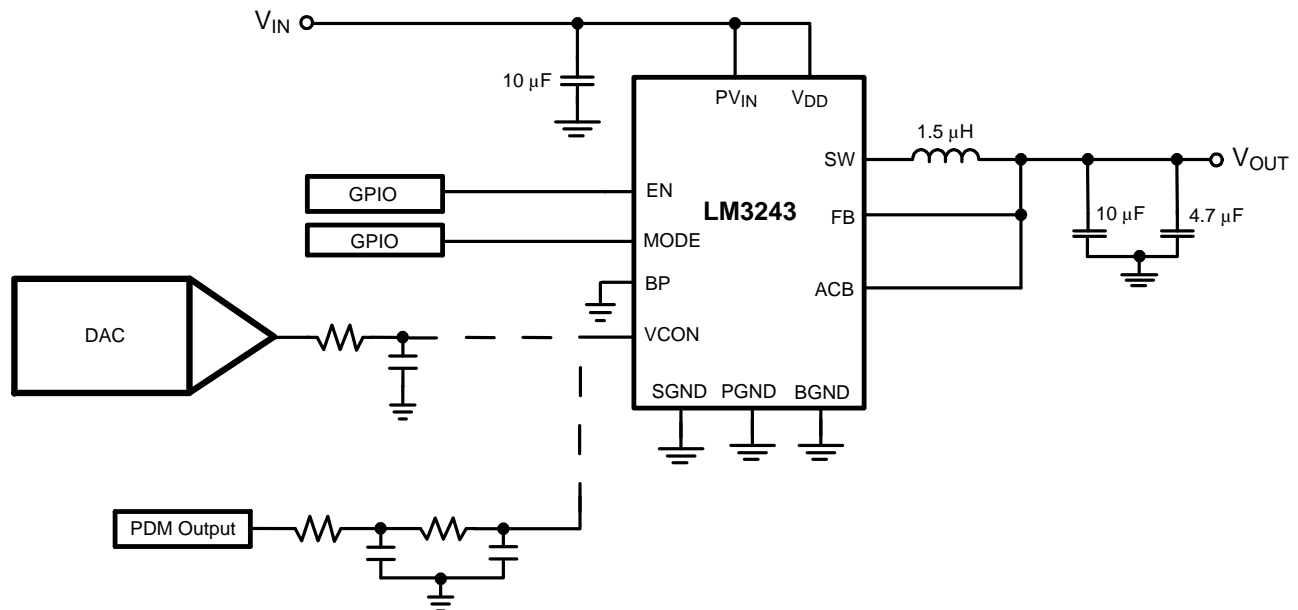 VIN
10 μF
PVIN
VDD
1.5 μH
SW
VOUT
GPIO
EN
LM3243
FB
10 μF
4.7 μF
GPIO
MODE
BP
ACB
DAC
VCON
SGND
PGND
BGND
PDM Output